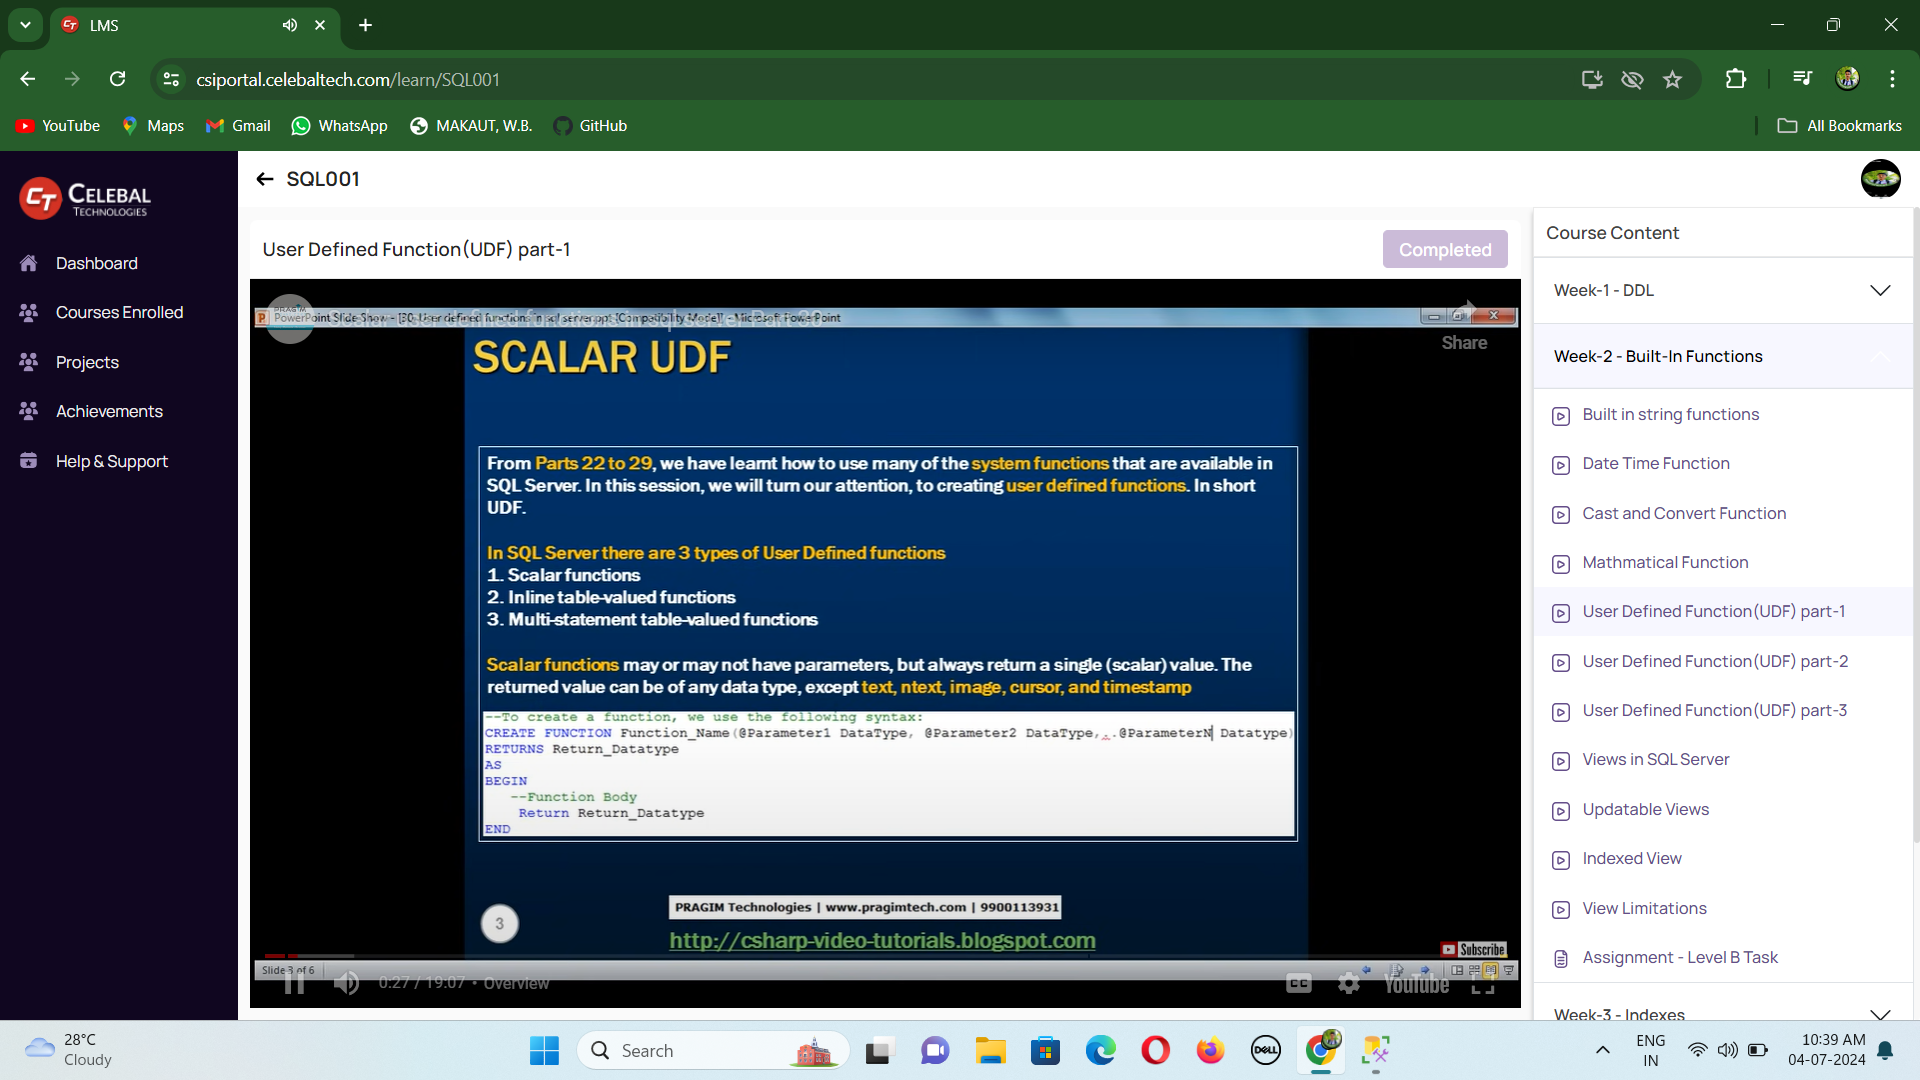 LMS
csiportal.celebaltech.com/learn/SQL001
YouTube
Maps
Gmail
WhatsApp
MAKAUT, W.B.
GitHub
All Bookmarks
CT CELEBAL
TECHNOLOGIES
SQL001
Dashboard
Courses Enrolled
Projects
Achievements
Help & Support
User Defined Function(UDF) part-1
Completed
PRAGIM
PowerPoint Slide Show - [30. User defined functions in sql server.ppt [Compatibility Mode]] - Microsoft PowerPoint
Share
SCALAR UDF
From Parts 22 to 29, we have learnt how to use many of the system functions that are available in
SQL Server. In this session, we will turn our attention, to creating user defined functions. In short
UDF.
In SQL Server there are 3 types of User Defined functions
1. Scalar functions
2. Inline table-valued functions
3. Multi-statement table-valued functions
Scalar functions may or may not have parameters, but always return a single (scalar) value. The
returned value can be of any data type, except text, ntext, image, cursor, and timestamp
--To create a function, we use the following syntax:
CREATE FUNCTION Function_Name(@Parameter1 DataType, @Parameter2 DataType,..@ParameterN Datatype)
RETURNS Return_Datatype
AS
BEGIN
--Function Body
Return Return_Datatype
END
3
PRAGIM Technologies | www.pragimtech.com | 9900113931
http://csharp-video-tutorials.blogspot.com
Subscribe
Slide 3 of 6
0:27 / 19:07 • Overview
CC
YouTube
Course Content
Week-1 - DDL
Week-2 - Built-In Functions
Built in string functions
Date Time Function
Cast and Convert Function
Mathmatical Function
User Defined Function(UDF) part-1
User Defined Function(UDF) part-2
User Defined Function(UDF) part-3
Views in SQL Server
Updatable Views
Indexed View
View Limitations
Assignment - Level B Task
Week-3 - Indexes
28°C
Cloudy
Search
DELL
ENG
IN
10:39 AM
04-07-2024